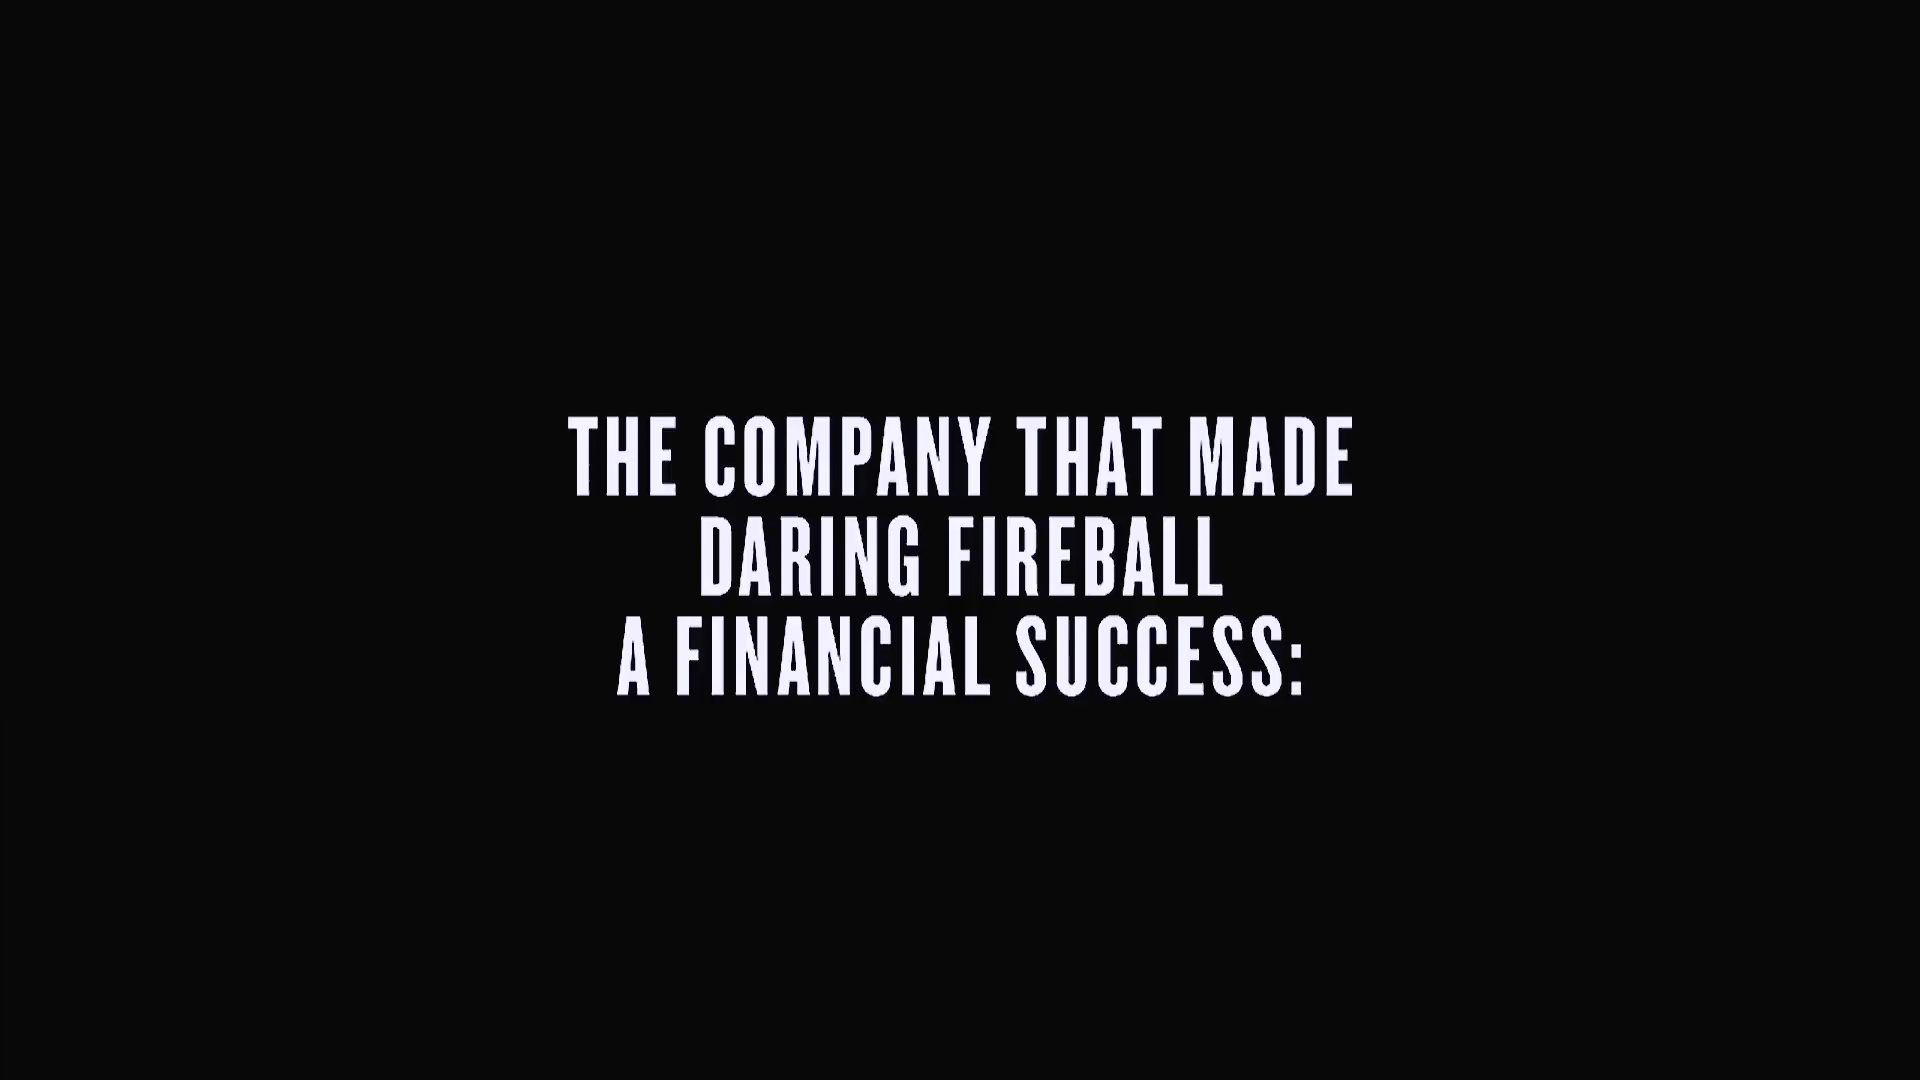 THE COMPANY THAT MADE
DARING FIREBALL
A FINANCIAL SUCCESS: